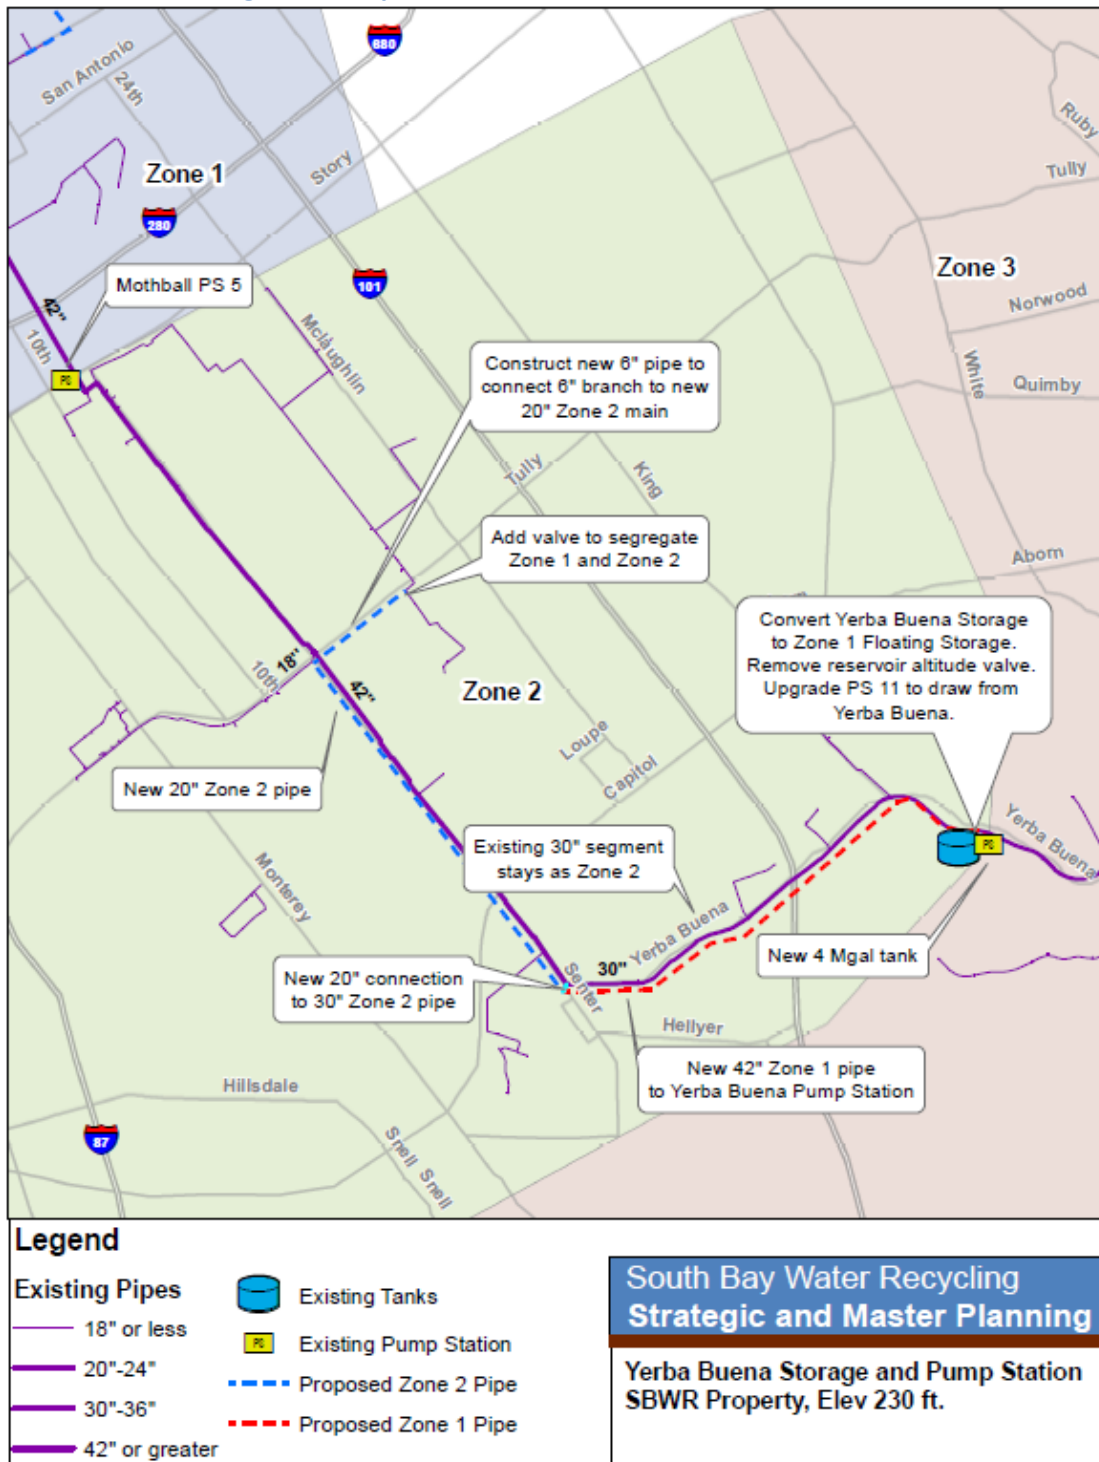 680
San Antonio
24th
Ruby
Tully
Zone 1
Story
280
Zone 3
101
Mothball PS 5
42"
10th
Norwood
Mclaughlin
White
Construct new 6" pipe to
connect 6" branch to new
20" Zone 2 main
Quimby
PS
Tully
King
Add valve to segregate
Zone 1 and Zone 2
Aborn
Convert Yerba Buena Storage
to Zone 1 Floating Storage.
Remove reservoir altitude valve.
Upgrade PS 11 to draw from
Yerba Buena.
18"
10th
42"
Zone 2
Loupe
Capitol
New 20" Zone 2 pipe
Yerba Buena
PS
Existing 30" segment
stays as Zone 2
Monterey
Yerba Buena
New 4 Mgal tank
New 20" connection
to 30" Zone 2 pipe
Senter
30"
Hellyer
New 42" Zone 1 pipe
to Yerba Buena Pump Station
Hillsdale
87
Snell
Snell
Legend
Existing Pipes
18" or less
20"-24"
30"-36"
42" or greater
Existing Tanks
PS
Existing Pump Station
Proposed Zone 2 Pipe
Proposed Zone 1 Pipe
South Bay Water Recycling
Strategic and Master Planning
Yerba Buena Storage and Pump Station
SBWR Property, Elev 230 ft.